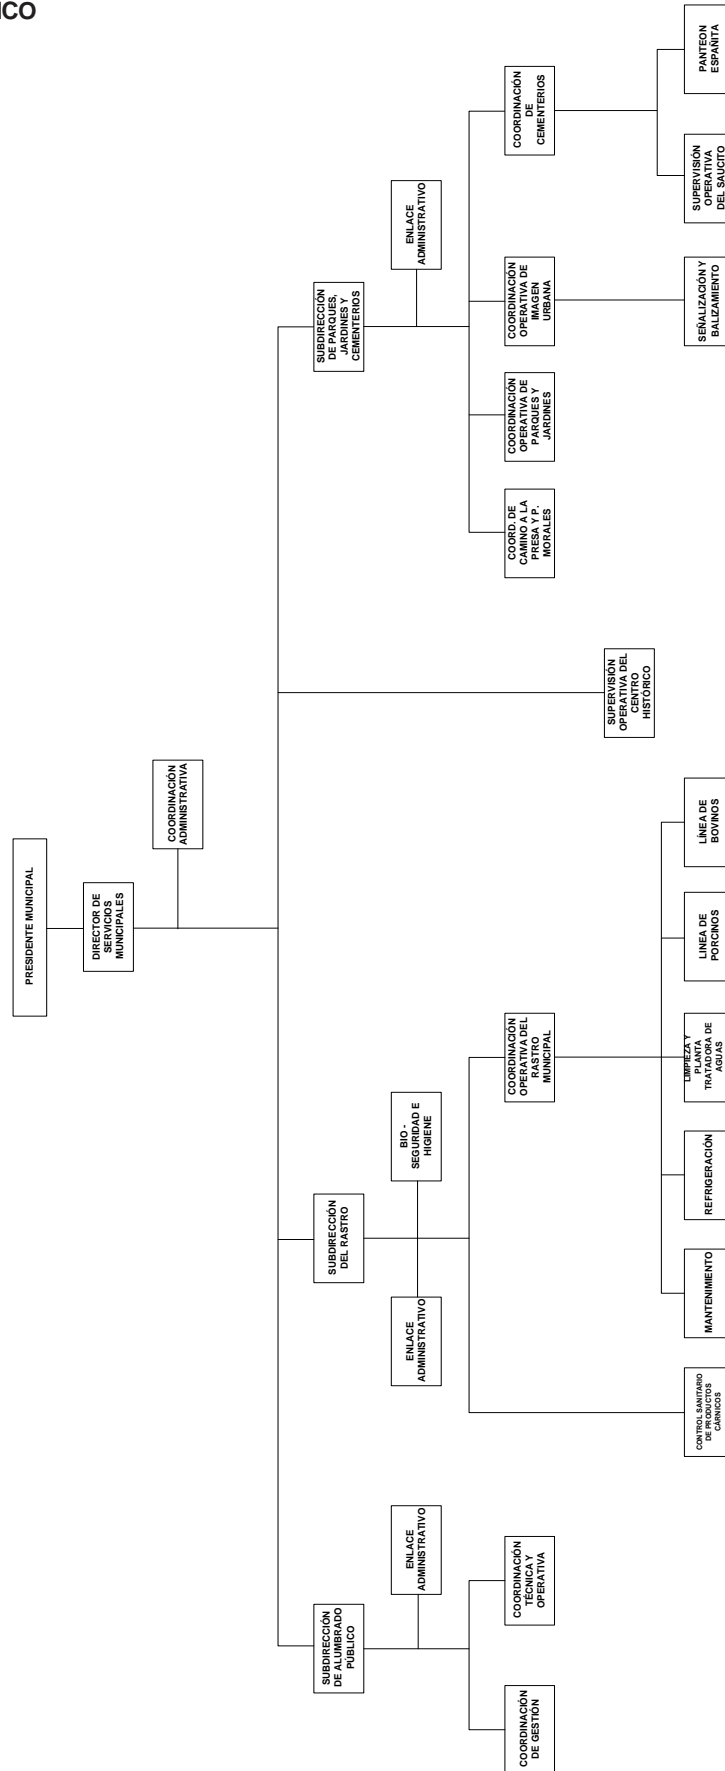 ICO
PRESIDENTE MUNICIPAL
DIRECTOR DE
SERVICIOS
MUNICIPALES
COORDINACIÓN
ADMINISTRATIVA
SUBDIRECCIÓN
DE ALUMBRADO
PÚBLICO
SUBDIRECCIÓN
DEL RASTRO
SUBDIRECCIÓN
DE PARQUES,
JARDINES Y
CEMENTERIOS
ENLACE
ADMINISTRATIVO
ENLACE
ADMINISTRATIVO
BIO -
SEGURIDAD E
HIGIENE
ENLACE
ADMINISTRATIVO
COORDINACIÓN
DE GESTIÓN
COORDINACIÓN
TÉCNICA Y
OPERATIVA
COORDINACIÓN
OPERATIVA DEL
RASTRO
MUNICIPAL
COORD. DE
CAMINO A LA
PRESA Y P.
MORALES
COORDINACIÓN
OPERATIVA DE
PARQUES Y
JARDINES
COORDINACIÓN
OPERATIVA DE
IMAGEN
URBANA
COORDINACIÓN
DE
CEMENTERIOS
SUPERVISIÓN
OPERATIVA DEL
CENTRO
HISTÓRICO
CONTROL SANITARIO
DE PRODUCTOS
CÁRNICOS
MANTENIMIENTO
REFRIGERACIÓN
LIMPIEZA Y
PLANTA
TRATADORA DE
AGUAS
LINEA DE
PORCINOS
LÍNEA DE
BOVINOS
SEÑALIZACIÓN Y
BALIZAMIENTO
SUPERVISIÓN
OPERATIVA
DEL SAUCITO
PANTEON
ESPAÑITA